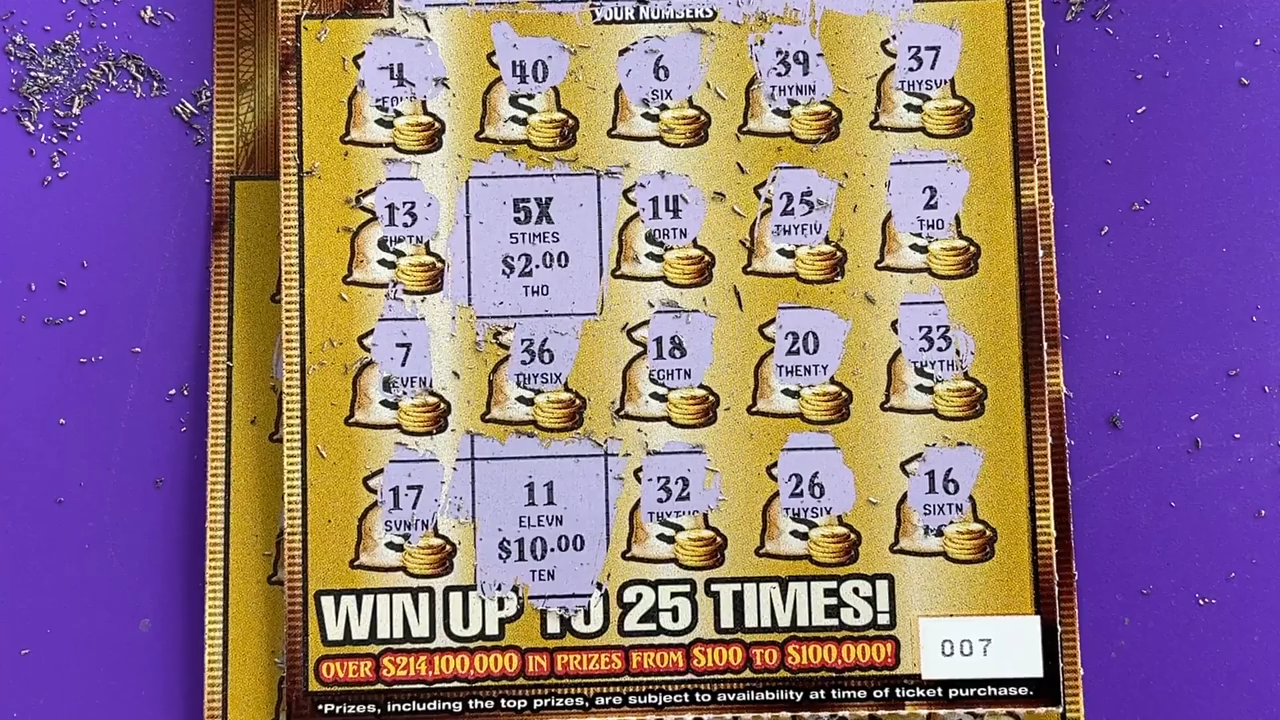 YOUR NUMBERS
4 40 6 39 37
SIX THYNIN
13 5X 14 25 2
5TIMES TWO
$2.00
TWO
7 36 18 20 33
THYSIX TWENTY
17 11 32 26 16
SVNTN ELEVN THYSIX SIXTN
$10.00
TEN
WIN UP TO 25 TIMES!
OVER $214,100,000 IN PRIZES FROM $100 TO $100,000!
007
*Prizes, including the top prizes, are subject to availability at time of ticket purchase.